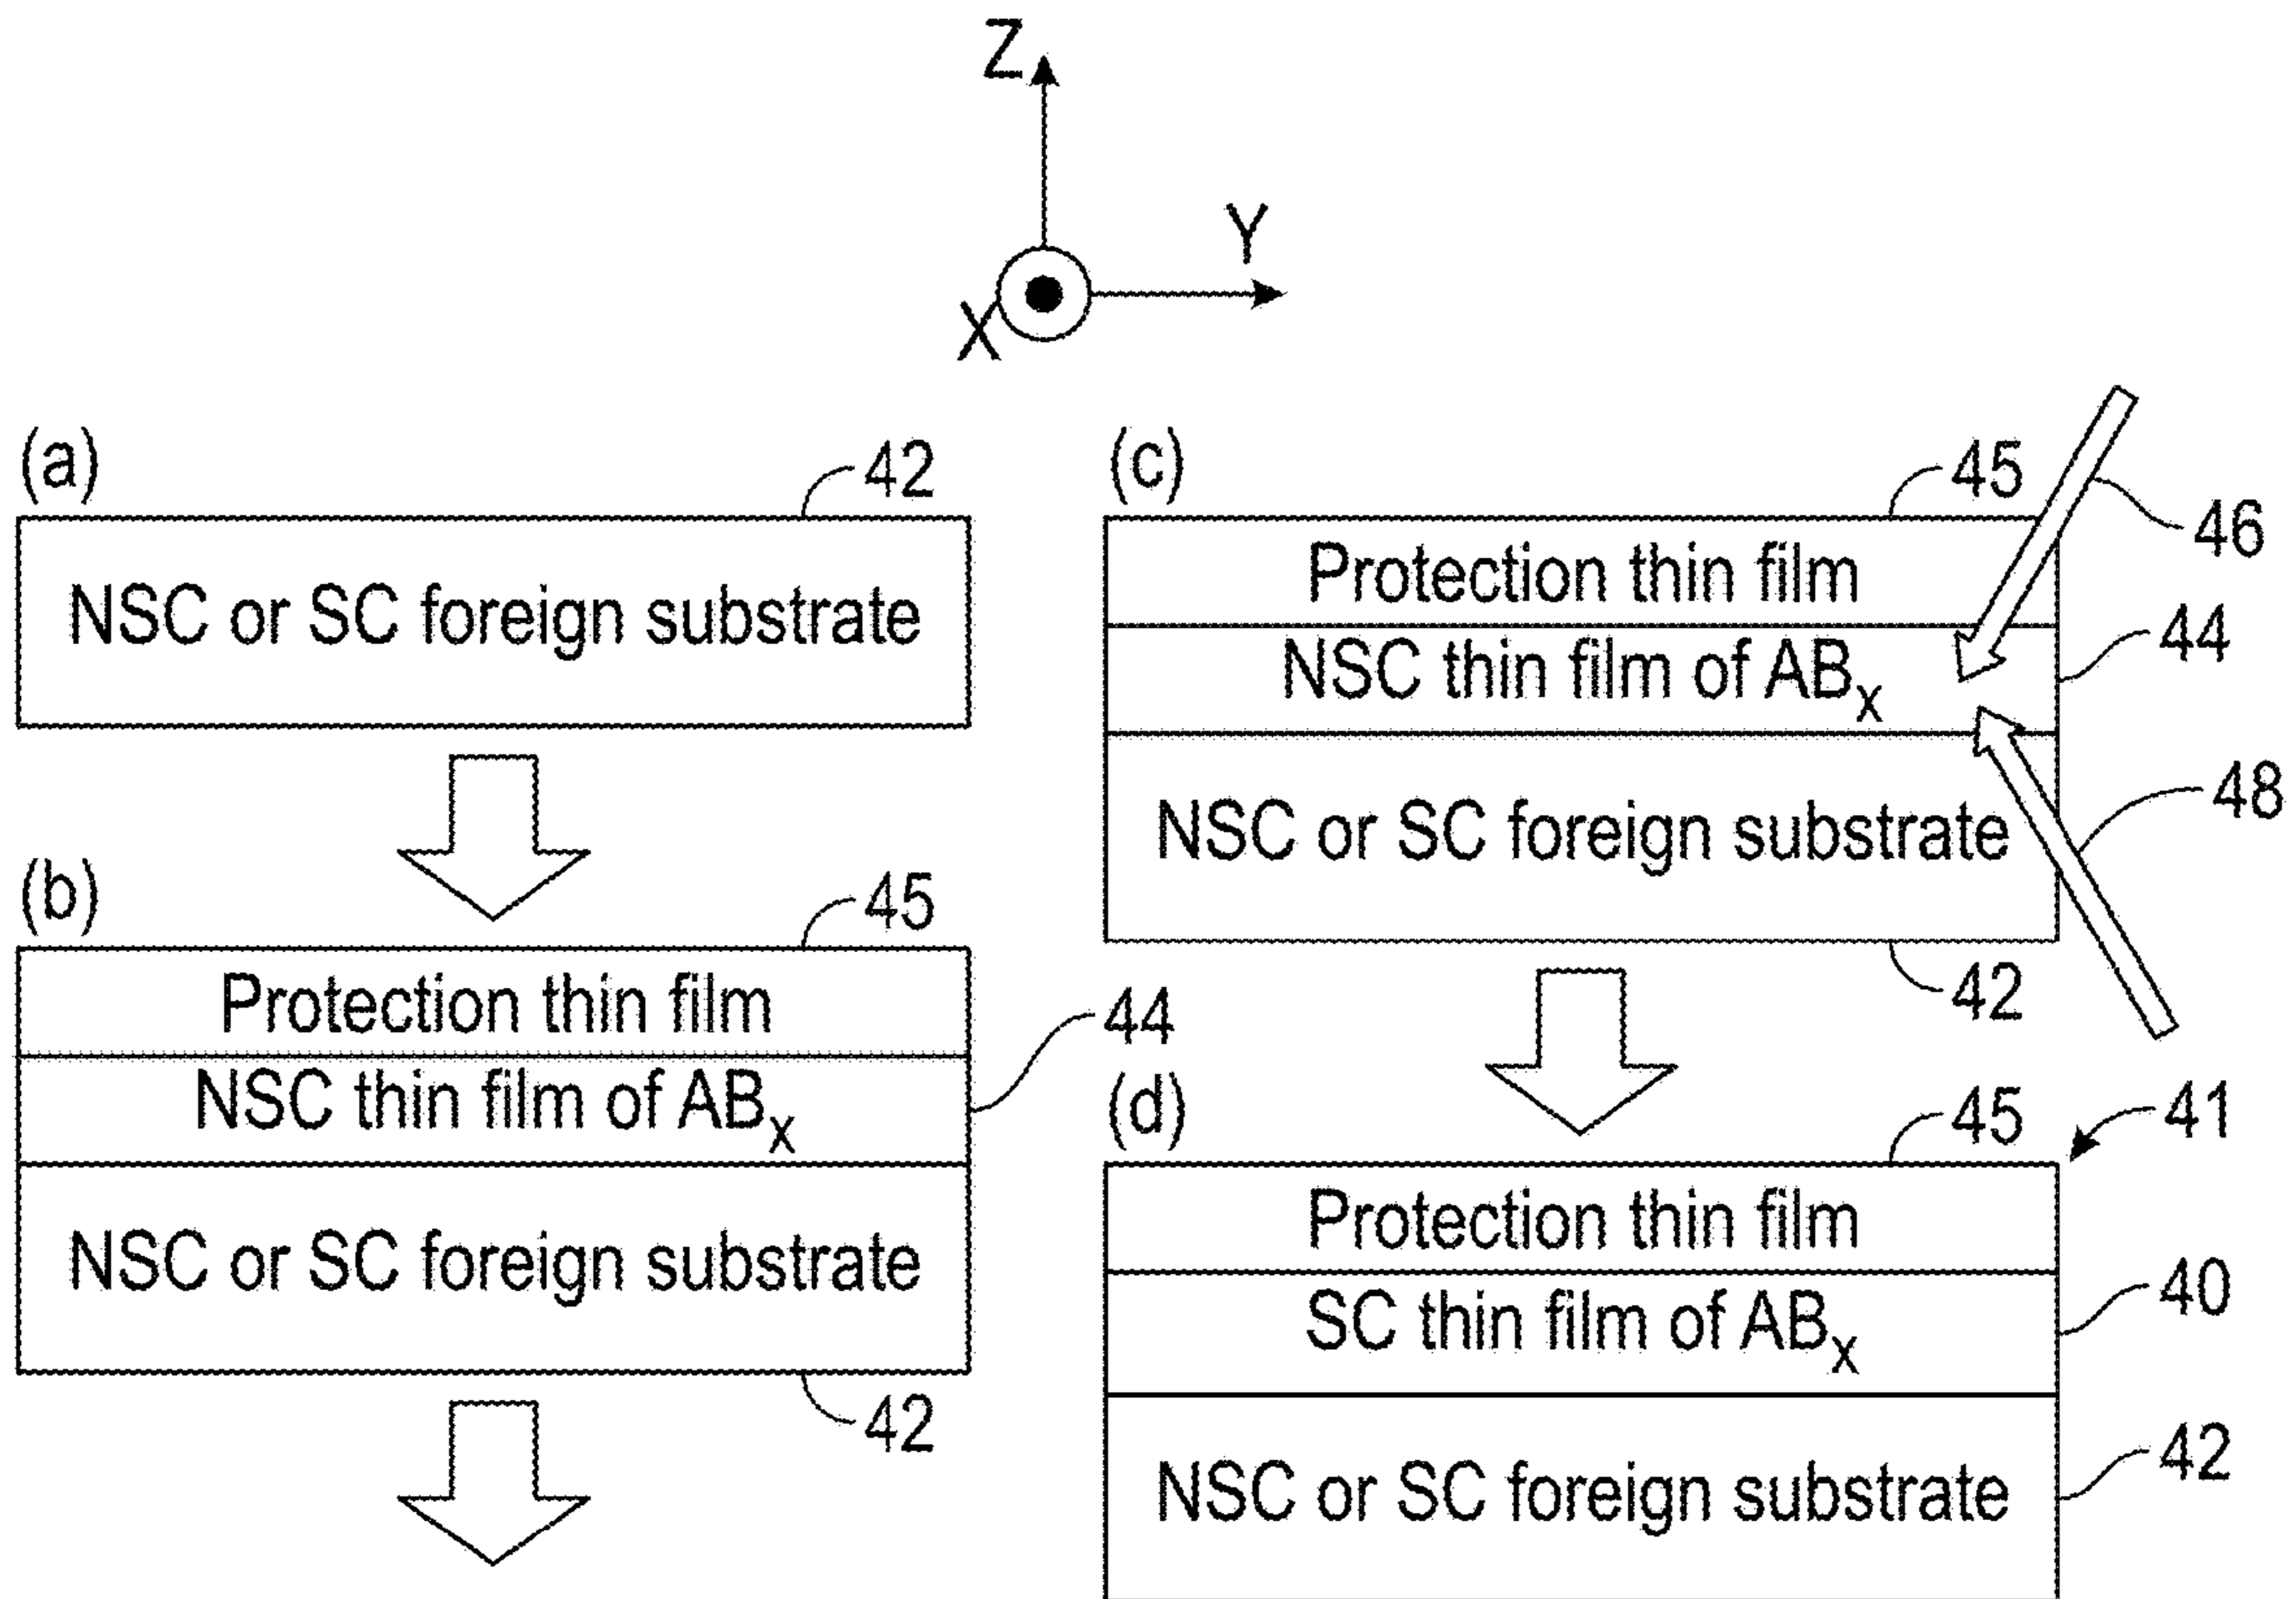 Z
Y
X
(a)
42
NSC or SC foreign substrate
(b)
45
Protection thin film
44
NSC thin film of ABx
NSC or SC foreign substrate
42
(c)
45
46
Protection thin film
44
NSC thin film of ABx
48
NSC or SC foreign substrate
42
(d)
45
41
Protection thin film
40
SC thin film of ABx
42
NSC or SC foreign substrate